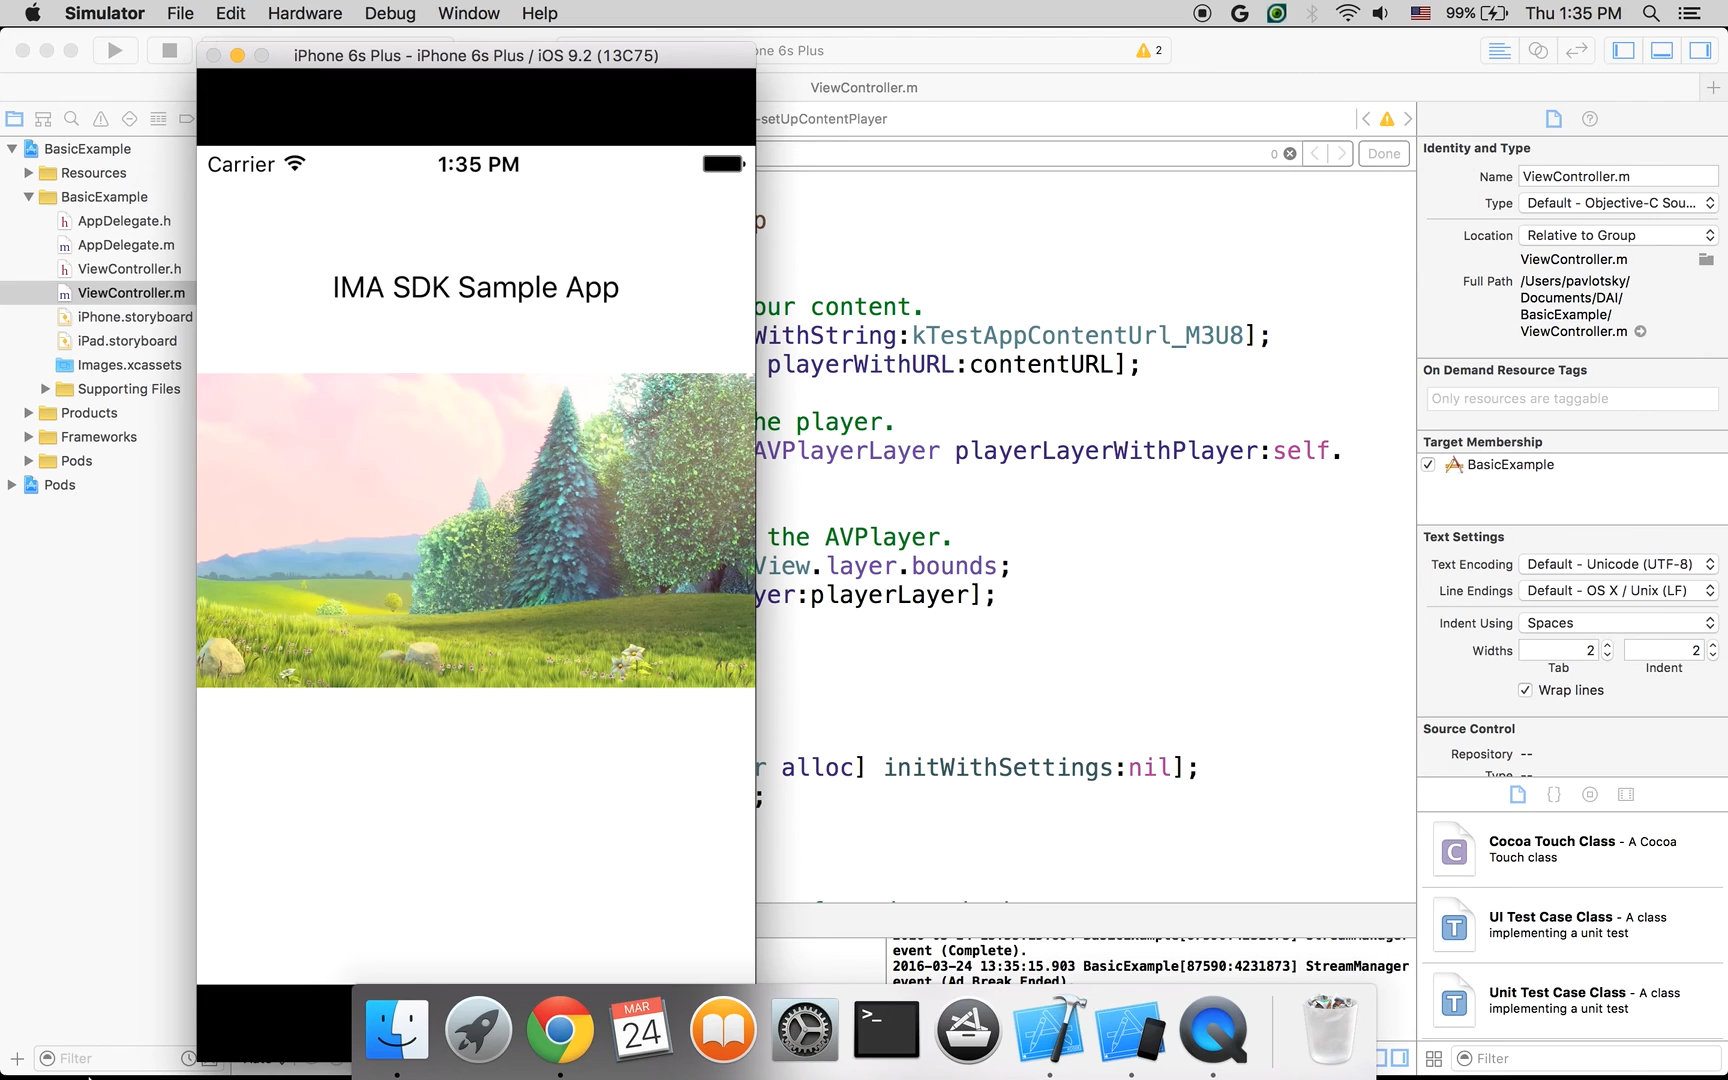 Simulator File Edit Hardware Debug Window Help
99% Thu 1:35 PM
iPhone 6s Plus - iPhone 6s Plus / iOS 9.2 (13C75)
ne 6s Plus
2
ViewController.m
-setUpContentPlayer
0
Done
BasicExample
Resources
BasicExample
h AppDelegate.h
m AppDelegate.m
h ViewController.h
m ViewController.m
iPhone.storyboard
iPad.storyboard
Images.xcassets
Supporting Files
Products
Frameworks
Pods
Pods
Filter
Carrier 1:35 PM
IMA SDK Sample App
p
our content.
WithString:kTestAppContentUrl_M3U8];
playerWithURL:contentURL];
he player.
AVPlayerLayer playerLayerWithPlayer:self.
the AVPlayer.
View.layer.bounds;
yer:playerLayer];
r alloc] initWithSettings:nil];
;
event (Complete).
2016-03-24 13:35:15.903 BasicExample[87590:4231873] StreamManager
event (Ad Break Ended).
Identity and Type
Name ViewController.m
Type Default - Objective-C Sou...
Location Relative to Group
ViewController.m
Full Path /Users/pavlotsky/
Documents/DAI/
BasicExample/
ViewController.m
On Demand Resource Tags
Only resources are taggable
Target Membership
BasicExample
Text Settings
Text Encoding Default - Unicode (UTF-8)
Line Endings Default - OS X / Unix (LF)
Indent Using Spaces
Widths 2 2
Tab Indent
Wrap lines
Source Control
Repository --
Type --
C Cocoa Touch Class - A Cocoa
Touch class
T UI Test Case Class - A class
implementing a unit test
T Unit Test Case Class - A class
implementing a unit test
Filter
MAR
24
>_